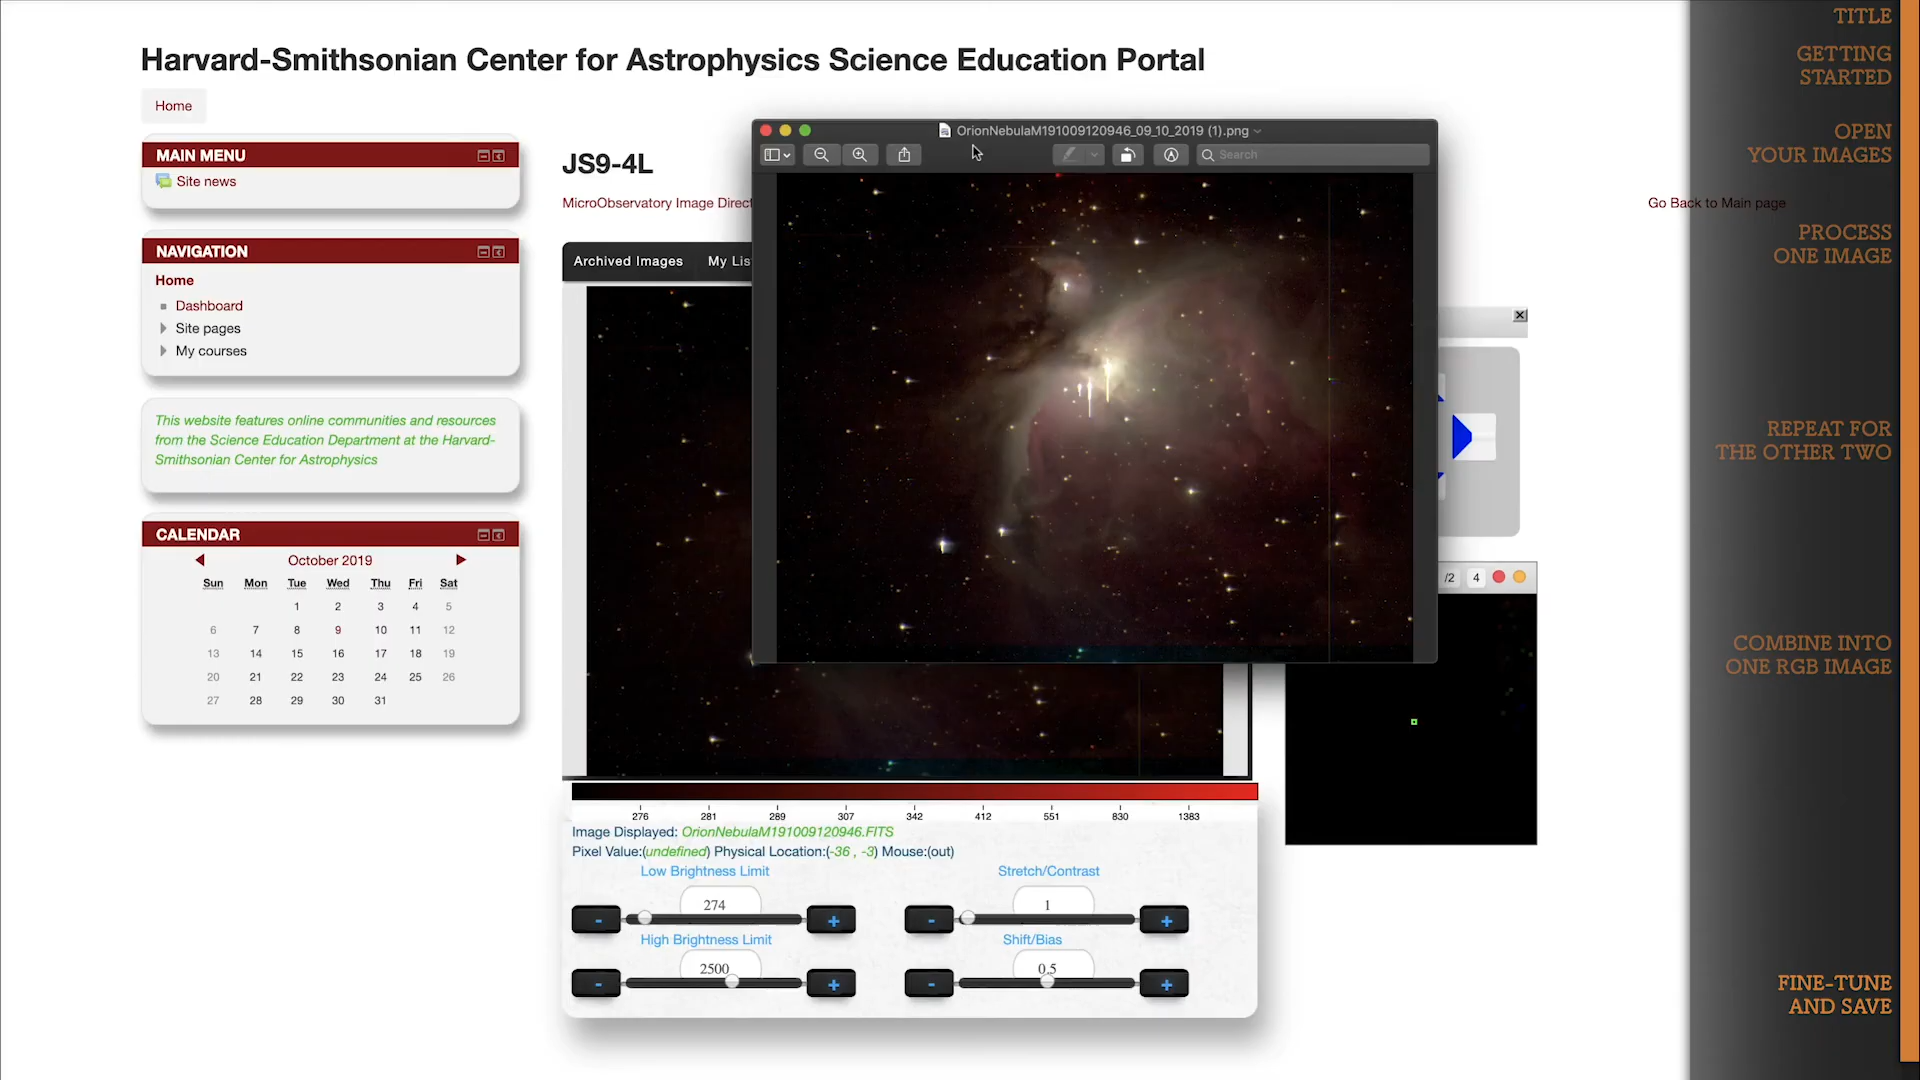 Harvard-Smithsonian Center for Astrophysics Science Education Portal
Home
MAIN MENU
Site news
NAVIGATION
Home
Dashboard
Site pages
My courses
This website features online communities and resources
from the Science Education Department at the Harvard-
Smithsonian Center for Astrophysics
CALENDAR
October 2019
Sun Mon Tue Wed Thu Fri Sat
1 2 3 4 5
6 7 8 9 10 11 12
13 14 15 16 17 18 19
20 21 22 23 24 25 26
27 28 29 30 31
JS9-4L
MicroObservatory Image Direct
Go Back to Main page
Archived Images My Lis
OrionNebulaM191009120946_09_10_2019 (1).png
Search
/2 4
276 281 289 307 342 412 551 830 1383
Image Displayed: OrionNebulaM191009120946.FITS
Pixel Value:(undefined) Physical Location:(-36 , -3) Mouse:(out)
Low Brightness Limit
274
- +
High Brightness Limit
2500
- +
Stretch/Contrast
1
- +
Shift/Bias
0.5
- +
TITLE
GETTING
STARTED
OPEN
YOUR IMAGES
PROCESS
ONE IMAGE
REPEAT FOR
THE OTHER TWO
COMBINE INTO
ONE RGB IMAGE
FINE-TUNE
AND SAVE